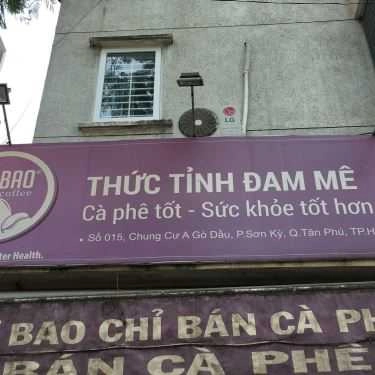 BAO®
coffee
THỨC TỈNH ĐAM MÊ
Cà phê tốt - Sức khỏe tốt hơn
• Số 015, Chung Cư A Gò Dầu, P.Sơn Kỳ, Q.Tân Phú, TP.H
ter Health.
LG
BAO CHỈ BÁN CÀ PH
BÁN CÀ PHÊ